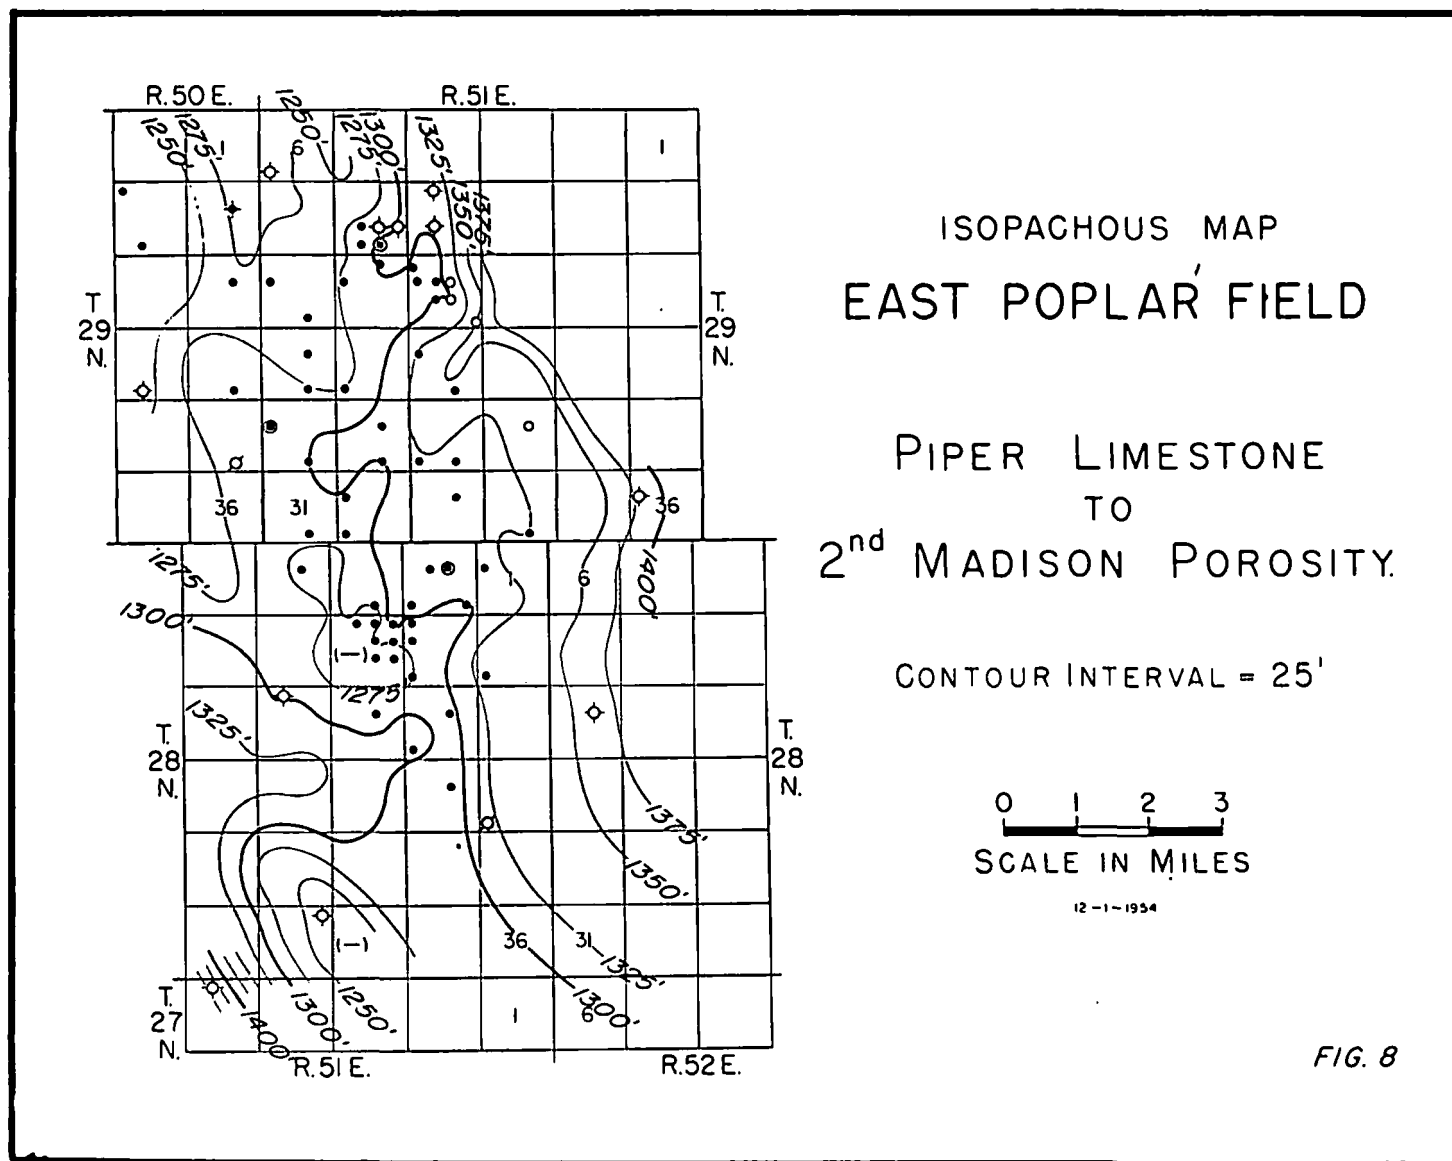 R.50 E. R.51 E.
1250' 1275' 1250' 1275' 1300' 1325' 1350' 1375'
1 6 1
T. 29 N.
T. 29 N.
36 31 36
1275' 1 6 1400'
1300'
(—)
1275
1325'
T. 28 N.
T. 28 N.
1375'
1350'
(—) 36 31
1325'
T. 27 N.
1400 1300' 1250' 1 6 1300'
R.51 E. R.52 E.
ISOPACHOUS MAP
EAST POPLAR FIELD
PIPER LIMESTONE
TO
2nd MADISON POROSITY.
CONTOUR INTERVAL = 25'
0 1 2 3
SCALE IN MILES
12-1-1954
FIG. 8